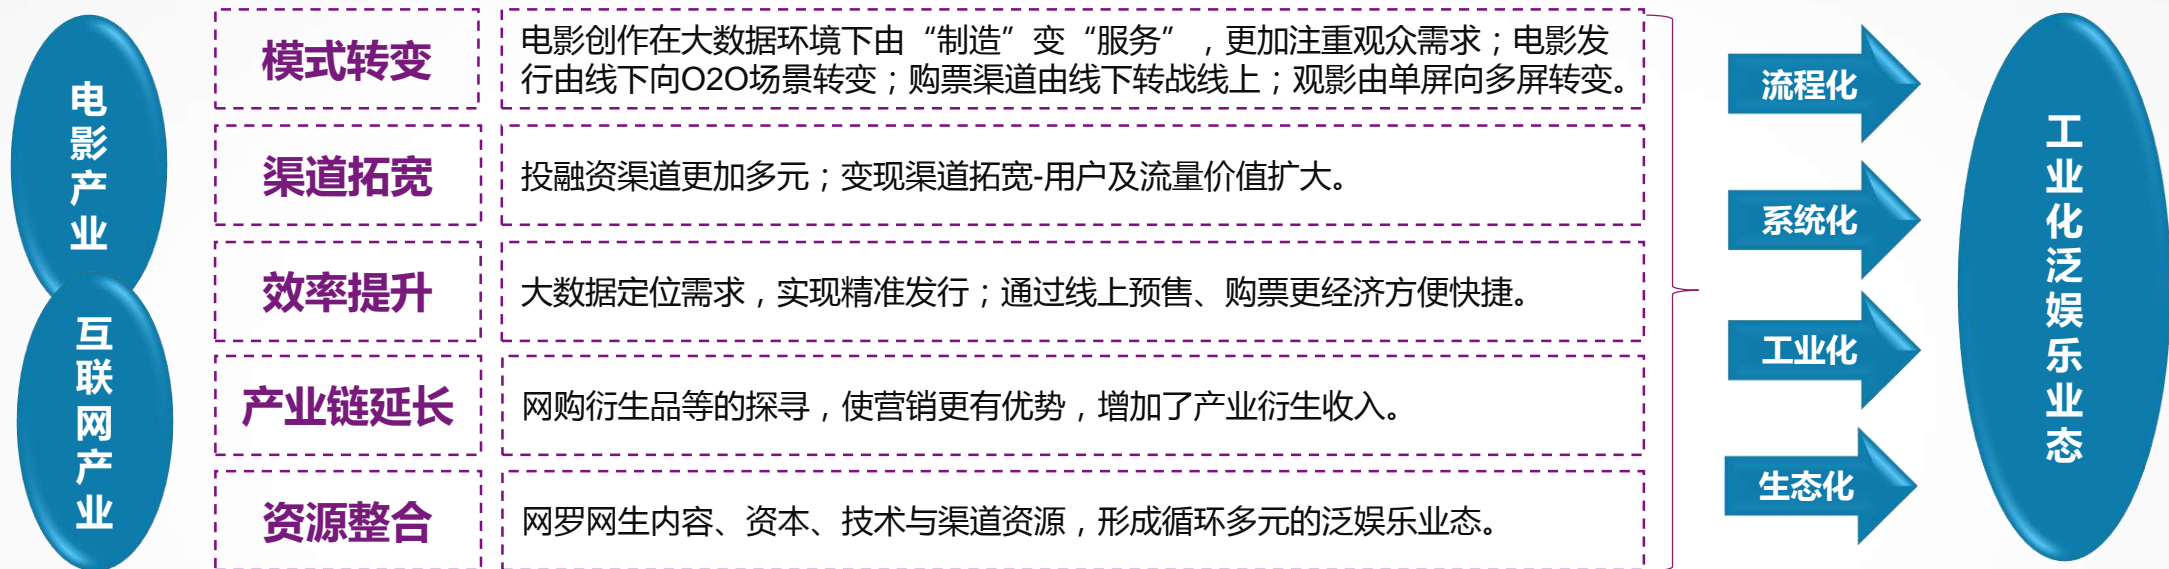 电影产业
互联网产业
模式转变
电影创作在大数据环境下由“制造”变“服务”，更加注重观众需求；电影发
行由线下向O2O场景转变；购票渠道由线下转战线上；观影由单屏向多屏转变。
渠道拓宽
投融资渠道更加多元；变现渠道拓宽-用户及流量价值扩大。
效率提升
大数据定位需求，实现精准发行；通过线上预售、购票更经济方便快捷。
产业链延长
网购衍生品等的探寻，使营销更有优势，增加了产业衍生收入。
资源整合
网罗网生内容、资本、技术与渠道资源，形成循环多元的泛娱乐业态。
流程化
系统化
工业化
生态化
工业化泛娱乐业态